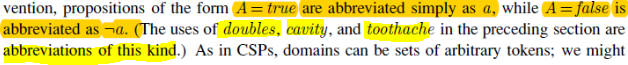 vention, propositions of the form A = true are abbreviated simply as a, while A = false is
abbreviated as ¬a. (The uses of doubles, cavity, and toothache in the preceding section are
abbreviations of this kind.) As in CSPs, domains can be sets of arbitrary tokens; we might